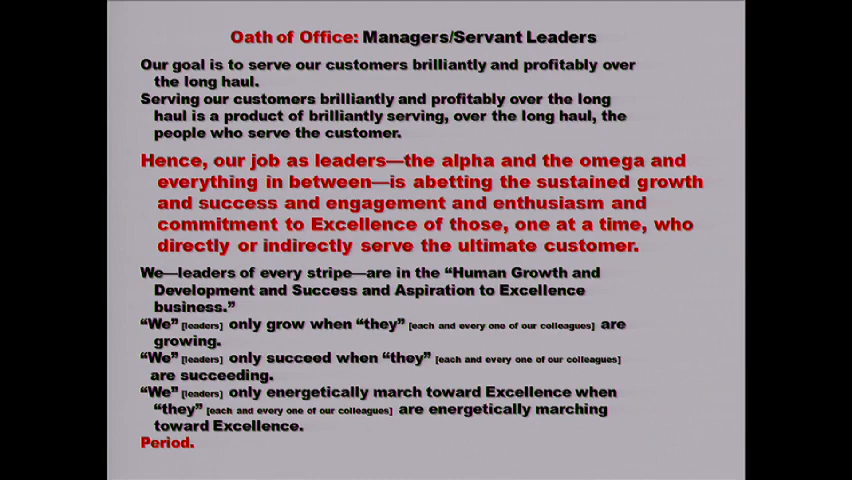 Oath of Office: Managers/Servant Leaders
Our goal is to serve our customers brilliantly and profitably over
the long haul.
Serving our customers brilliantly and profitably over the long
haul is a product of brilliantly serving, over the long haul, the
people who serve the customer.
Hence, our job as leaders—the alpha and the omega and
everything in between—is abetting the sustained growth
and success and engagement and enthusiasm and
commitment to Excellence of those, one at a time, who
directly or indirectly serve the ultimate customer.
We—leaders of every stripe—are in the “Human Growth and
Development and Success and Aspiration to Excellence
business.”
“We” [leaders] only grow when “they” [each and every one of our colleagues] are
growing.
“We” [leaders] only succeed when “they” [each and every one of our colleagues]
are succeeding.
“We” [leaders] only energetically march toward Excellence when
“they” [each and every one of our colleagues] are energetically marching
toward Excellence.
Period.